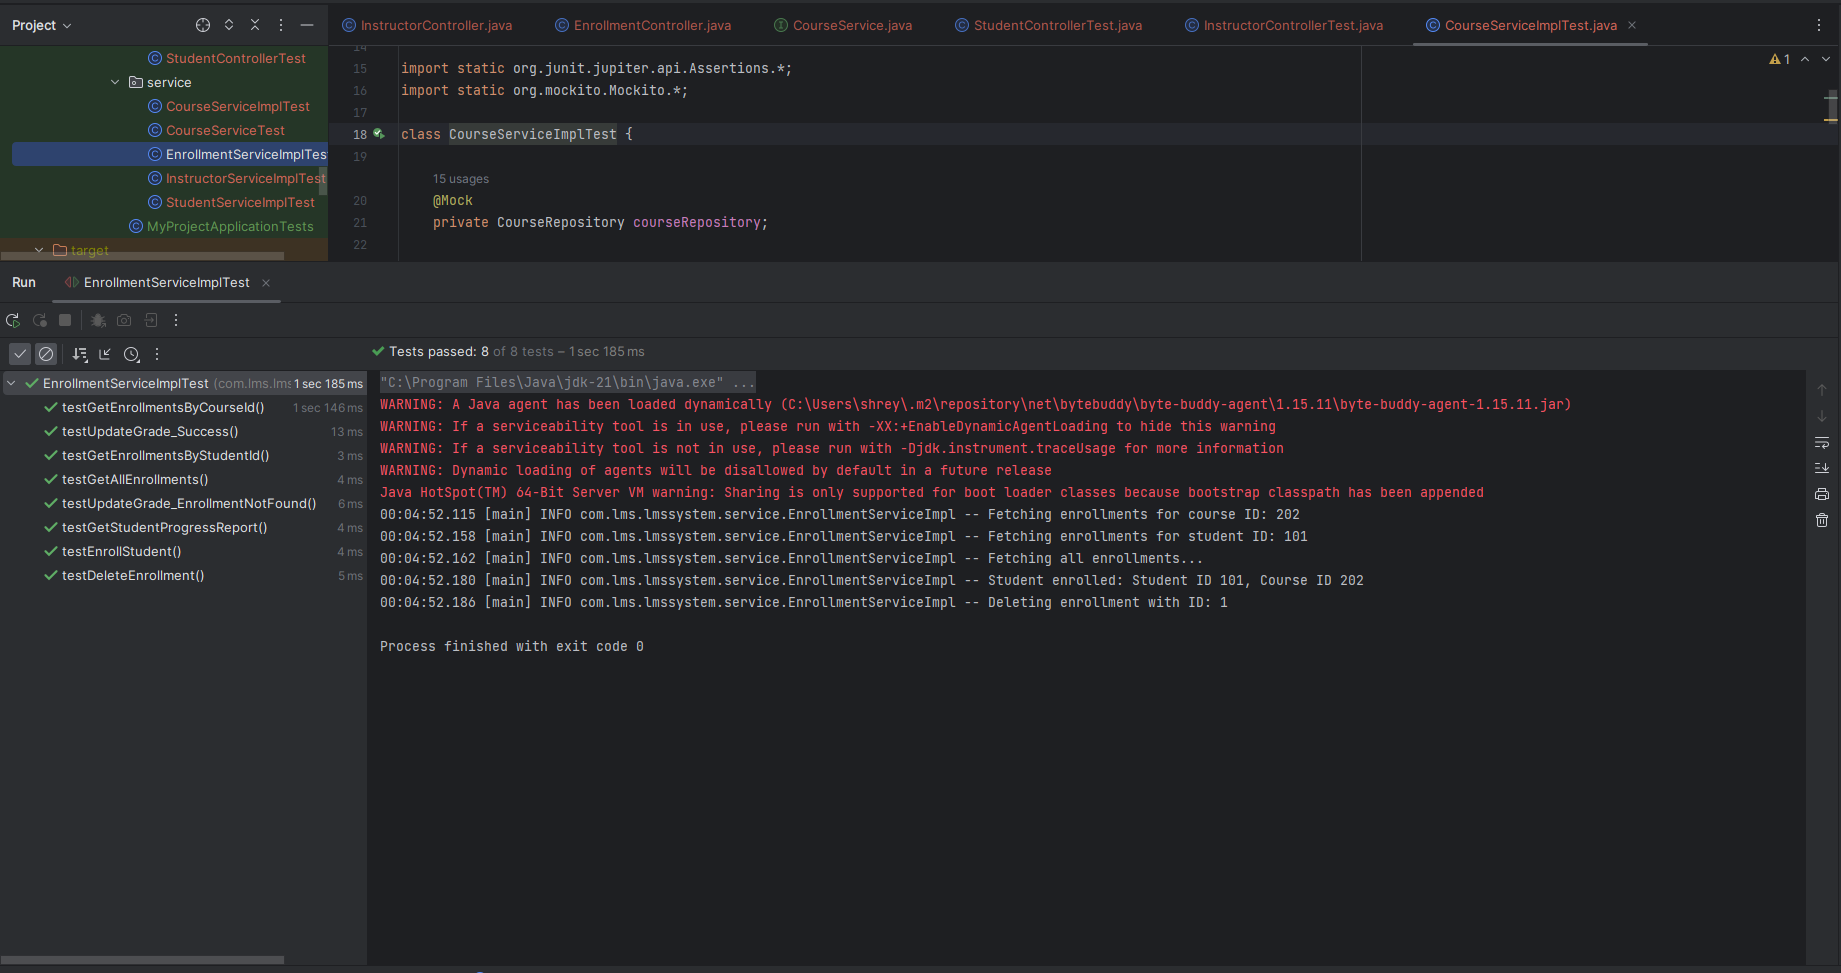 Project
InstructorController.java
EnrollmentController.java
CourseService.java
StudentControllerTest.java
InstructorControllerTest.java
CourseServiceImplTest.java
StudentControllerTest
service
CourseServiceImplTest
CourseServiceTest
EnrollmentServiceImplTes
InstructorServiceImplTest
StudentServiceImplTest
MyProjectApplicationTests
target
14
15 import static org.junit.jupiter.api.Assertions.*;
16 import static org.mockito.Mockito.*;
17
18 class CourseServiceImplTest {
19
15 usages
20 @Mock
21 private CourseRepository courseRepository;
22
1
Run
EnrollmentServiceImplTest
Tests passed: 8 of 8 tests – 1 sec 185 ms
EnrollmentServiceImplTest (com.lms.lms 1 sec 185 ms
testGetEnrollmentsByCourseId() 1 sec 146 ms
testUpdateGrade_Success() 13 ms
testGetEnrollmentsByStudentId() 3 ms
testGetAllEnrollments() 4 ms
testUpdateGrade_EnrollmentNotFound() 6 ms
testGetStudentProgressReport() 4 ms
testEnrollStudent() 4 ms
testDeleteEnrollment() 5 ms
"C:\Program Files\Java\jdk-21\bin\java.exe" ...
WARNING: A Java agent has been loaded dynamically (C:\Users\shrey\.m2\repository\net\bytebuddy\byte-buddy-agent\1.15.11\byte-buddy-agent-1.15.11.jar)
WARNING: If a serviceability tool is in use, please run with -XX:+EnableDynamicAgentLoading to hide this warning
WARNING: If a serviceability tool is not in use, please run with -Djdk.instrument.traceUsage for more information
WARNING: Dynamic loading of agents will be disallowed by default in a future release
Java HotSpot(TM) 64-Bit Server VM warning: Sharing is only supported for boot loader classes because bootstrap classpath has been appended
00:04:52.115 [main] INFO com.lms.lmssystem.service.EnrollmentServiceImpl -- Fetching enrollments for course ID: 202
00:04:52.158 [main] INFO com.lms.lmssystem.service.EnrollmentServiceImpl -- Fetching enrollments for student ID: 101
00:04:52.162 [main] INFO com.lms.lmssystem.service.EnrollmentServiceImpl -- Fetching all enrollments...
00:04:52.180 [main] INFO com.lms.lmssystem.service.EnrollmentServiceImpl -- Student enrolled: Student ID 101, Course ID 202
00:04:52.186 [main] INFO com.lms.lmssystem.service.EnrollmentServiceImpl -- Deleting enrollment with ID: 1
Process finished with exit code 0